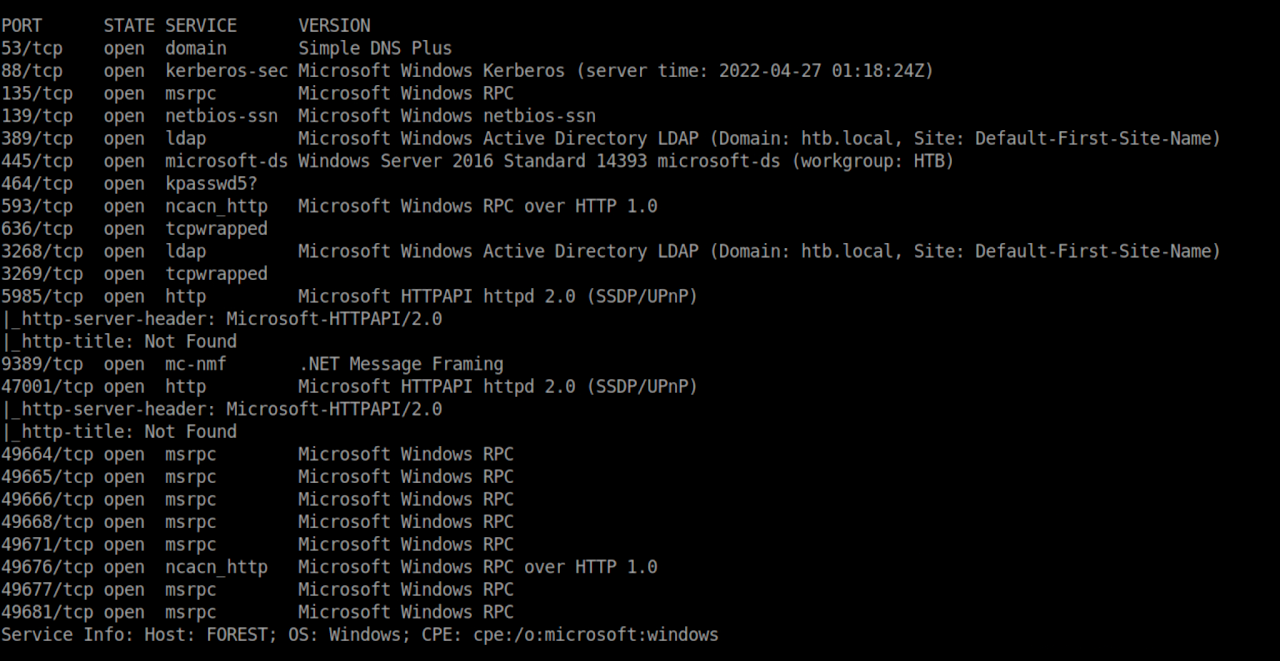 PORT      STATE SERVICE      VERSION
53/tcp    open  domain       Simple DNS Plus
88/tcp    open  kerberos-sec Microsoft Windows Kerberos (server time: 2022-04-27 01:18:24Z)
135/tcp   open  msrpc        Microsoft Windows RPC
139/tcp   open  netbios-ssn  Microsoft Windows netbios-ssn
389/tcp   open  ldap         Microsoft Windows Active Directory LDAP (Domain: htb.local, Site: Default-First-Site-Name)
445/tcp   open  microsoft-ds Windows Server 2016 Standard 14393 microsoft-ds (workgroup: HTB)
464/tcp   open  kpasswd5?
593/tcp   open  ncacn_http   Microsoft Windows RPC over HTTP 1.0
636/tcp   open  tcpwrapped
3268/tcp  open  ldap         Microsoft Windows Active Directory LDAP (Domain: htb.local, Site: Default-First-Site-Name)
3269/tcp  open  tcpwrapped
5985/tcp  open  http         Microsoft HTTPAPI httpd 2.0 (SSDP/UPnP)
|_http-server-header: Microsoft-HTTPAPI/2.0
|_http-title: Not Found
9389/tcp  open  mc-nmf       .NET Message Framing
47001/tcp open  http         Microsoft HTTPAPI httpd 2.0 (SSDP/UPnP)
|_http-server-header: Microsoft-HTTPAPI/2.0
|_http-title: Not Found
49664/tcp open  msrpc        Microsoft Windows RPC
49665/tcp open  msrpc        Microsoft Windows RPC
49666/tcp open  msrpc        Microsoft Windows RPC
49668/tcp open  msrpc        Microsoft Windows RPC
49671/tcp open  msrpc        Microsoft Windows RPC
49676/tcp open  ncacn_http   Microsoft Windows RPC over HTTP 1.0
49677/tcp open  msrpc        Microsoft Windows RPC
49681/tcp open  msrpc        Microsoft Windows RPC
Service Info: Host: FOREST; OS: Windows; CPE: cpe:/o:microsoft:windows